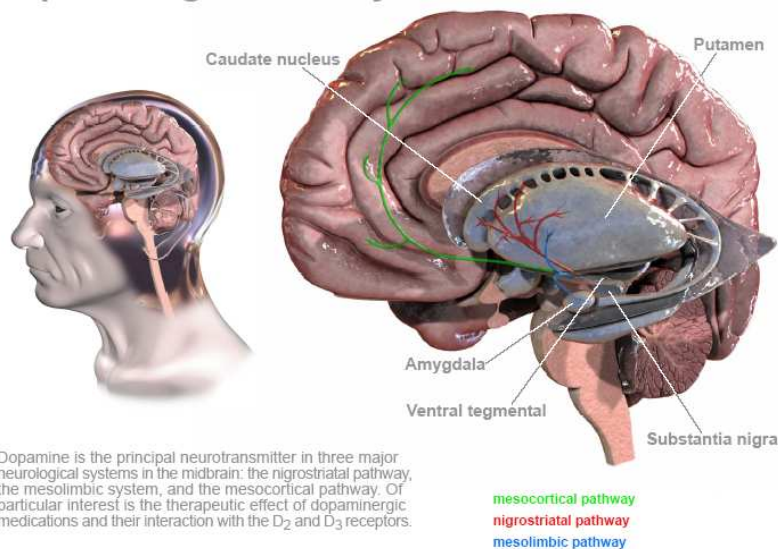 Caudate nucleus
Putamen
Amygdala
Ventral tegmental
Substantia nigra
Dopamine is the principal neurotransmitter in three major
neurological systems in the midbrain: the nigrostriatal pathway,
the mesolimbic system, and the mesocortical pathway. Of
particular interest is the therapeutic effect of dopaminergic
medications and their interaction with the D2 and D3 receptors.
mesocortical pathway
nigrostriatal pathway
mesolimbic pathway